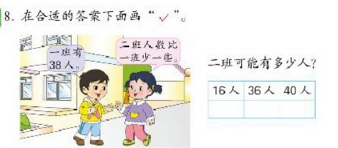 8. 在合适的答案下面画“✓”。
一班有
38人。
二班人数比
一班少一些。
二班可能有多少人?
16人 36人 40人